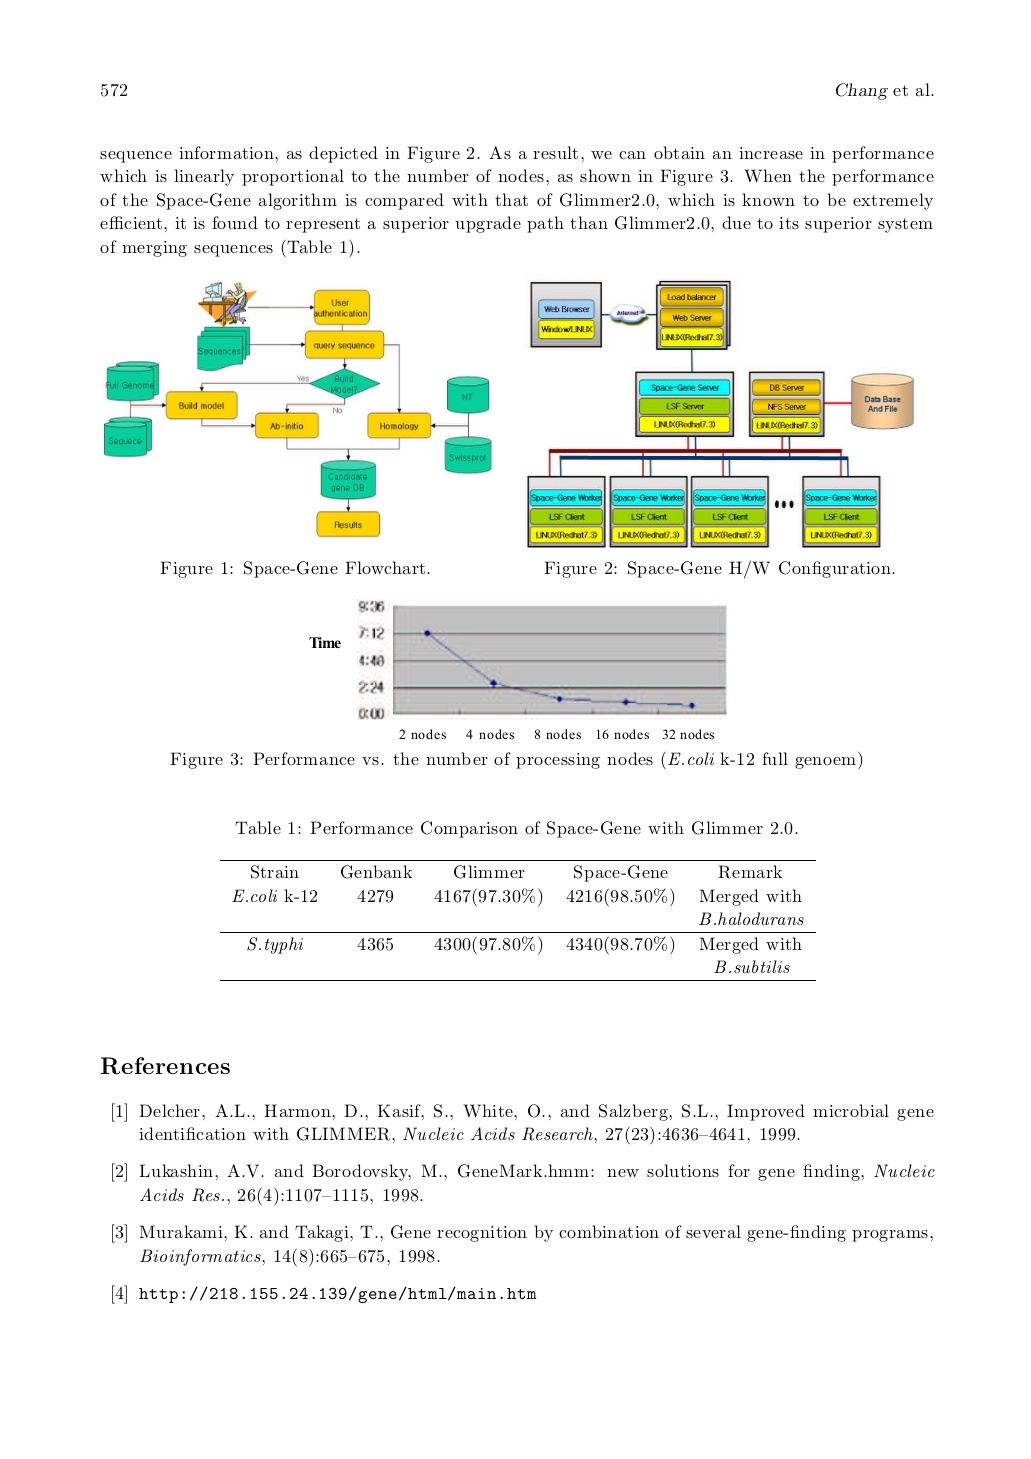 572
Chang et al.
sequence information, as depicted in Figure 2. As a result, we can obtain an increase in performance
which is linearly proportional to the number of nodes, as shown in Figure 3. When the performance
of the Space-Gene algorithm is compared with that of Glimmer2.0, which is known to be extremely
efficient, it is found to represent a superior upgrade path than Glimmer2.0, due to its superior system
of merging sequences (Table 1).
User
authentication
Sequences
query sequence
Full Genome
Yes
Build
Model?
Build model
No
NT
Sequece
Ab-initio
Homology
Swissprot
Candidate
gene DB
Results
Figure 1: Space-Gene Flowchart.
Web Browser
Window/LINUX
Internet
Load balancer
Web Server
LINUX(Redhat7.3)
Space-Gene Server
LSF Server
LINUX(Redhat7.3)
DB Server
NFS Server
LINUX(Redhat7.3)
Data Base
And File
Space-Gene Worker
LSF Client
LINUX(Redhat7.3)
Space-Gene Worker
LSF Client
LINUX(Redhat7.3)
Space-Gene Worker
LSF Client
LINUX(Redhat7.3)
•••
Space-Gene Worker
LSF Client
LINUX(Redhat7.3)
Figure 2: Space-Gene H/W Configuration.
Time
9:36
7:12
4:48
2:24
0:00
2 nodes 4 nodes 8 nodes 16 nodes 32 nodes
Figure 3: Performance vs. the number of processing nodes (E.coli k-12 full genoem)
Table 1: Performance Comparison of Space-Gene with Glimmer 2.0.
Strain Genbank Glimmer Space-Gene Remark
E.coli k-12 4279 4167(97.30%) 4216(98.50%) Merged with
B.halodurans
S.typhi 4365 4300(97.80%) 4340(98.70%) Merged with
B.subtilis
References
[1] Delcher, A.L., Harmon, D., Kasif, S., White, O., and Salzberg, S.L., Improved microbial gene
identification with GLIMMER, Nucleic Acids Research, 27(23):4636–4641, 1999.
[2] Lukashin, A.V. and Borodovsky, M., GeneMark.hmm: new solutions for gene finding, Nucleic
Acids Res., 26(4):1107–1115, 1998.
[3] Murakami, K. and Takagi, T., Gene recognition by combination of several gene-finding programs,
Bioinformatics, 14(8):665–675, 1998.
[4] http://218.155.24.139/gene/html/main.htm